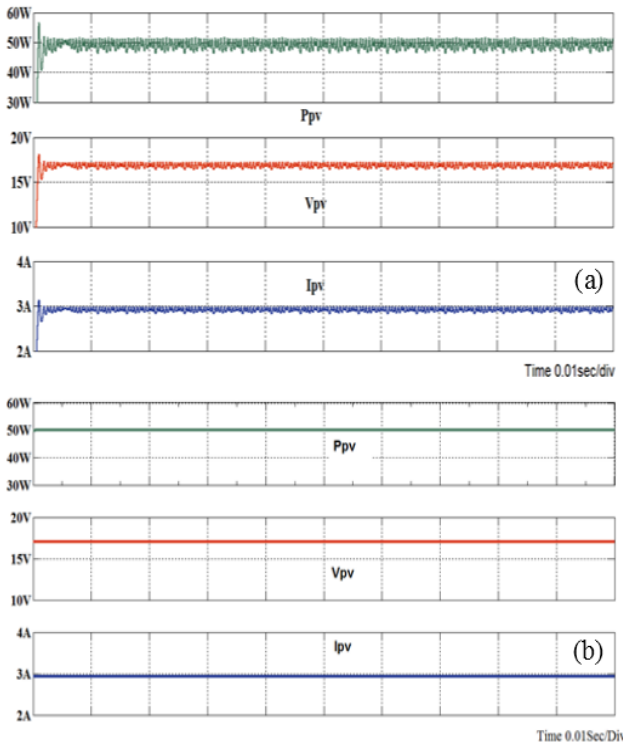 60W
50W
40W
30W
Ppv
20V
15V
Vpv
10V
4A
Ipv
(a)
3A
2A
Time 0.01sec/div
60W
50W
Ppv
40W
30W
20V
15V
Vpv
10V
4A
Ipv
(b)
3A
2A
Time 0.01Sec/Div